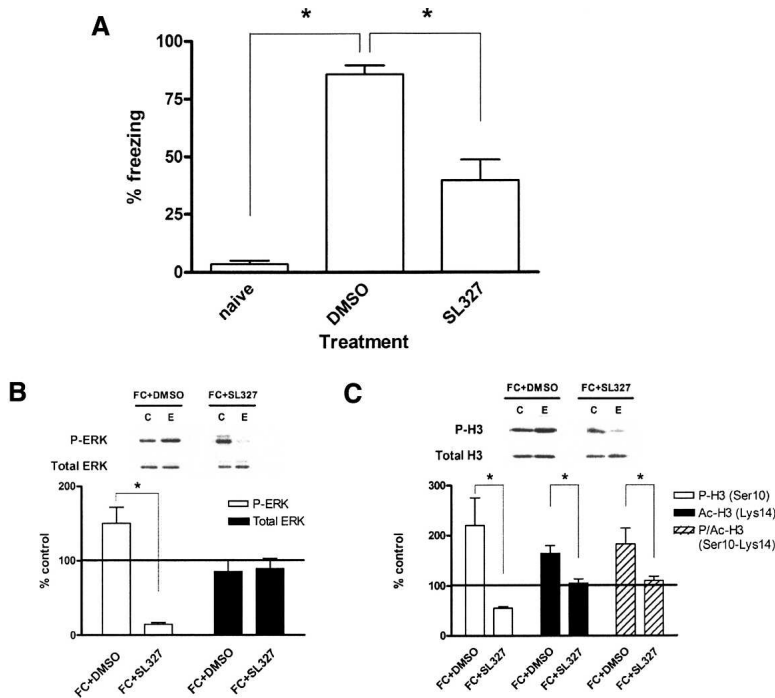 A
* *
% freezing
100
75
50
25
0
naive
DMSO
SL327
Treatment
B
FC+DMSO FC+SL327
C E C E
P-ERK
Total ERK
% control
200
150
100
50
0
*
P-ERK
Total ERK
FC+DMSO
FC+SL327
FC+DMSO
FC+SL327
C
FC+DMSO FC+SL327
C E C E
P-H3
Total H3
% control
300
200
100
0
* * *
P-H3 (Ser10)
Ac-H3 (Lys14)
P/Ac-H3
(Ser10-Lys14)
FC+DMSO
FC+SL327
FC+DMSO
FC+SL327
FC+DMSO
FC+SL327